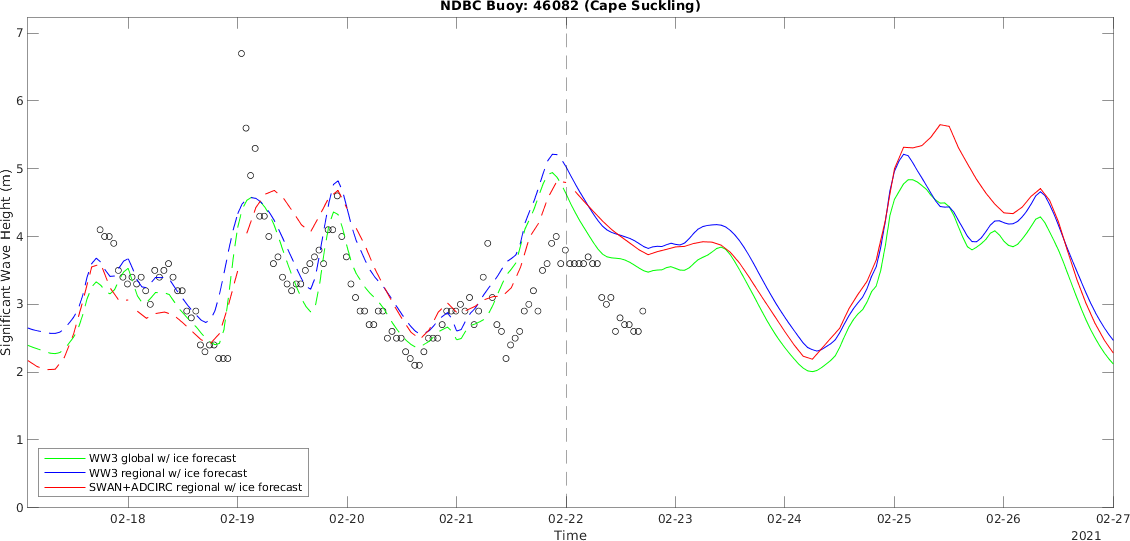 NDBC Buoy: 46082 (Cape Suckling)
7
6
5
4
3
2
1
0
Significant Wave Height (m)
WW3 global w/ ice forecast
WW3 regional w/ ice forecast
SWAN+ADCIRC regional w/ ice forecast
02-18 02-19 02-20 02-21 02-22 02-23 02-24 02-25 02-26 02-27
Time
2021